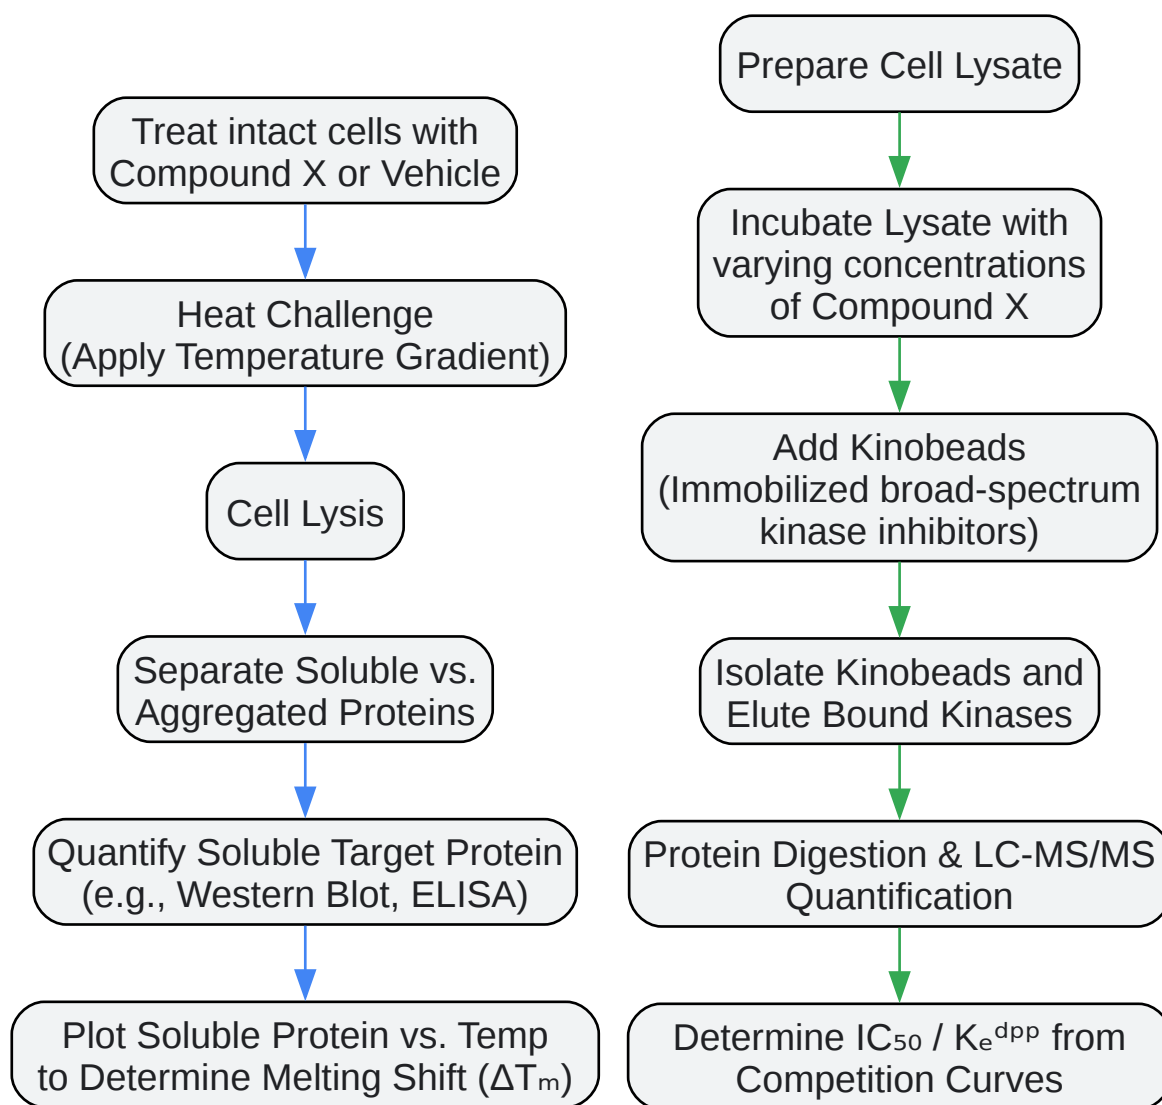 Treat intact cells with
Compound X or Vehicle
Heat Challenge
(Apply Temperature Gradient)
Cell Lysis
Separate Soluble vs.
Aggregated Proteins
Quantify Soluble Target Protein
(e.g., Western Blot, ELISA)
Plot Soluble Protein vs. Temp
to Determine Melting Shift (ΔTₘ)
Prepare Cell Lysate
Incubate Lysate with
varying concentrations
of Compound X
Add Kinobeads
(Immobilized broad-spectrum
kinase inhibitors)
Isolate Kinobeads and
Elute Bound Kinases
Protein Digestion & LC-MS/MS
Quantification
Determine IC₅₀ / Kₑᵈᵖᵖ from
Competition Curves